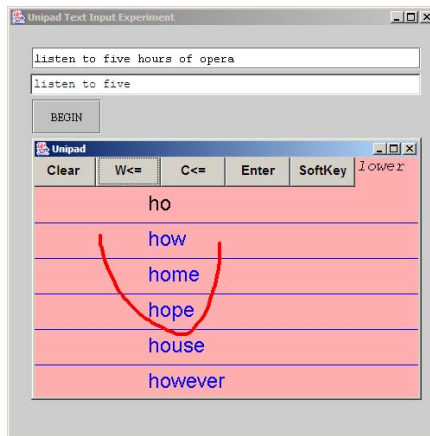 Unipad Text Input Experiment
listen to five hours of opera
listen to five
BEGIN
Unipad
Clear W<= C<= Enter SoftKey lower
ho
how
home
hope
house
however